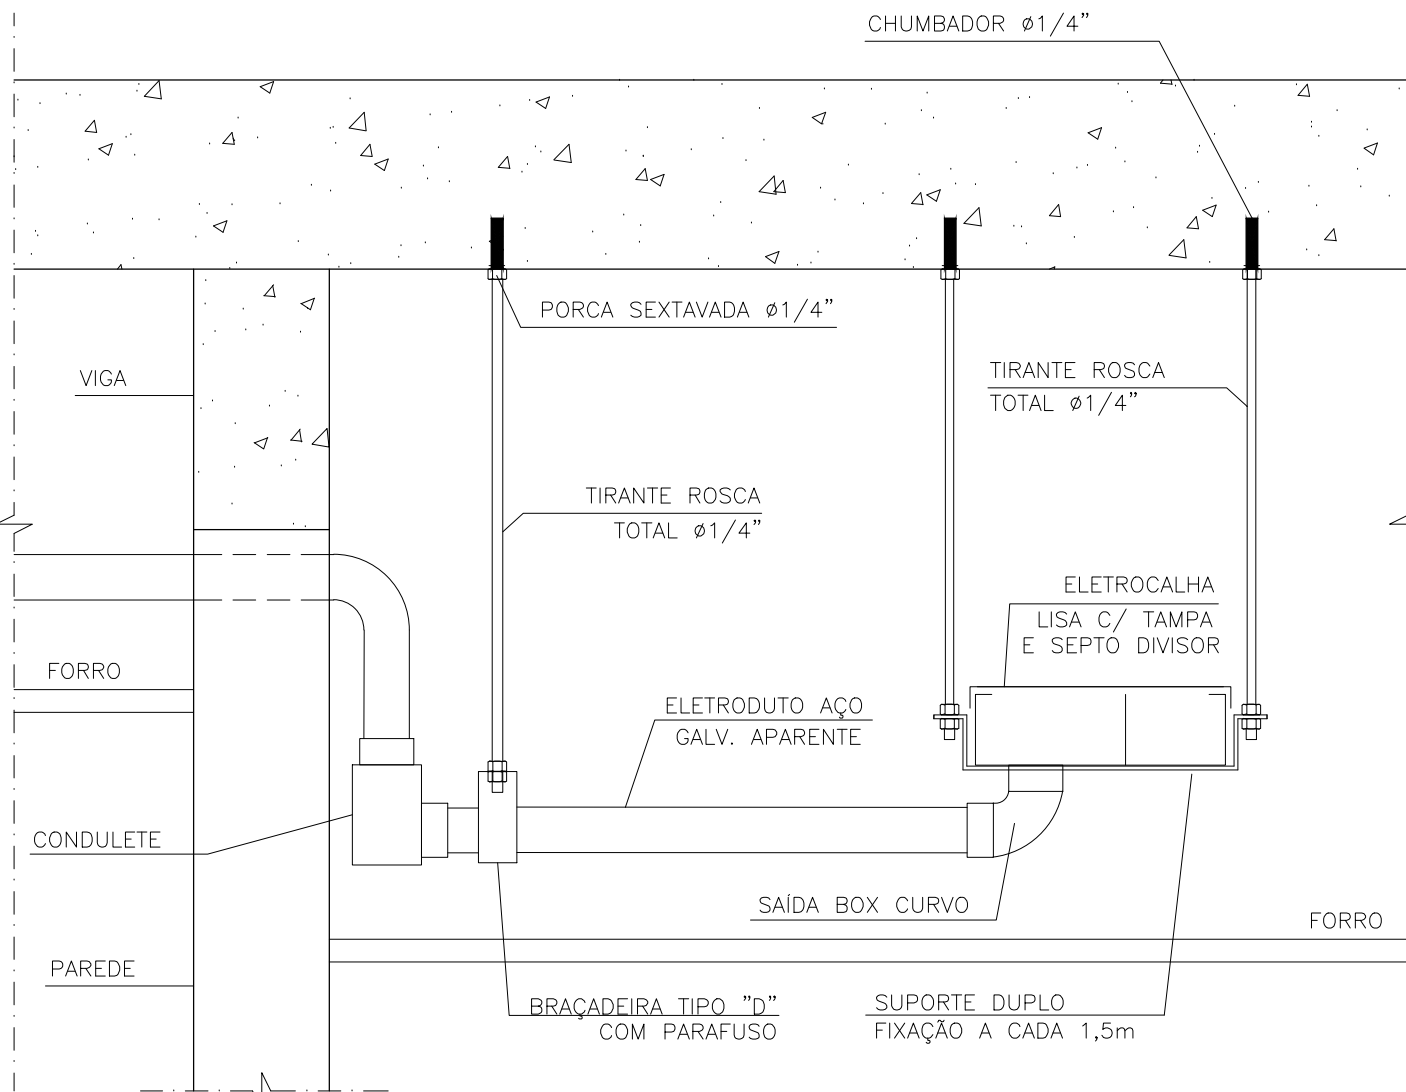 CHUMBADOR ø1/4”
PORCA SEXTAVADA ø1/4”
VIGA
TIRANTE ROSCA
TOTAL ø1/4”
TIRANTE ROSCA
TOTAL ø1/4”
ELETROCALHA
LISA C/ TAMPA
E SEPTO DIVISOR
FORRO
ELETRODUTO AÇO
GALV. APARENTE
CONDULETE
SAÍDA BOX CURVO
FORRO
PAREDE
BRAÇADEIRA TIPO ”D”
COM PARAFUSO
SUPORTE DUPLO
FIXAÇÃO A CADA 1,5m